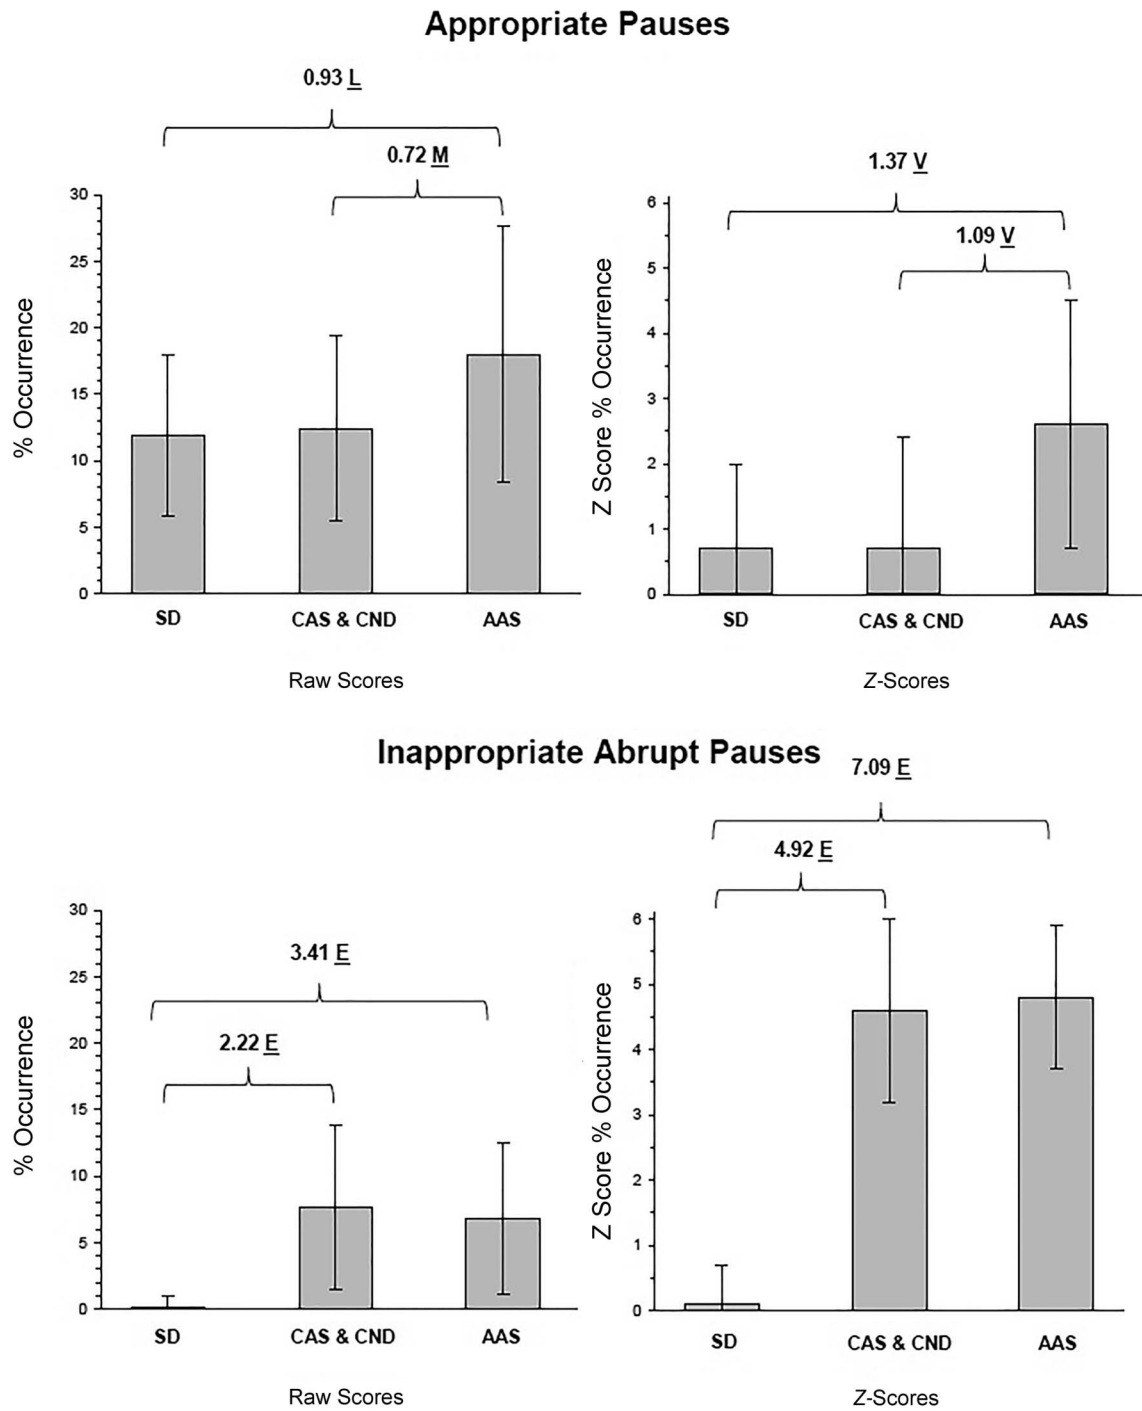 Appropriate Pauses
0.93 L
0.72 M
% Occurrence
30
25
20
15
10
5
0
SD
CAS & CND
AAS
Raw Scores
1.37 V
1.09 V
Z Score % Occurrence
6
5
4
3
2
1
0
SD
CAS & CND
AAS
Z-Scores
Inappropriate Abrupt Pauses
3.41 E
2.22 E
% Occurrence
30
25
20
15
10
5
0
SD
CAS & CND
AAS
Raw Scores
7.09 E
4.92 E
Z Score % Occurrence
6
5
4
3
2
1
0
SD
CAS & CND
AAS
Z-Scores